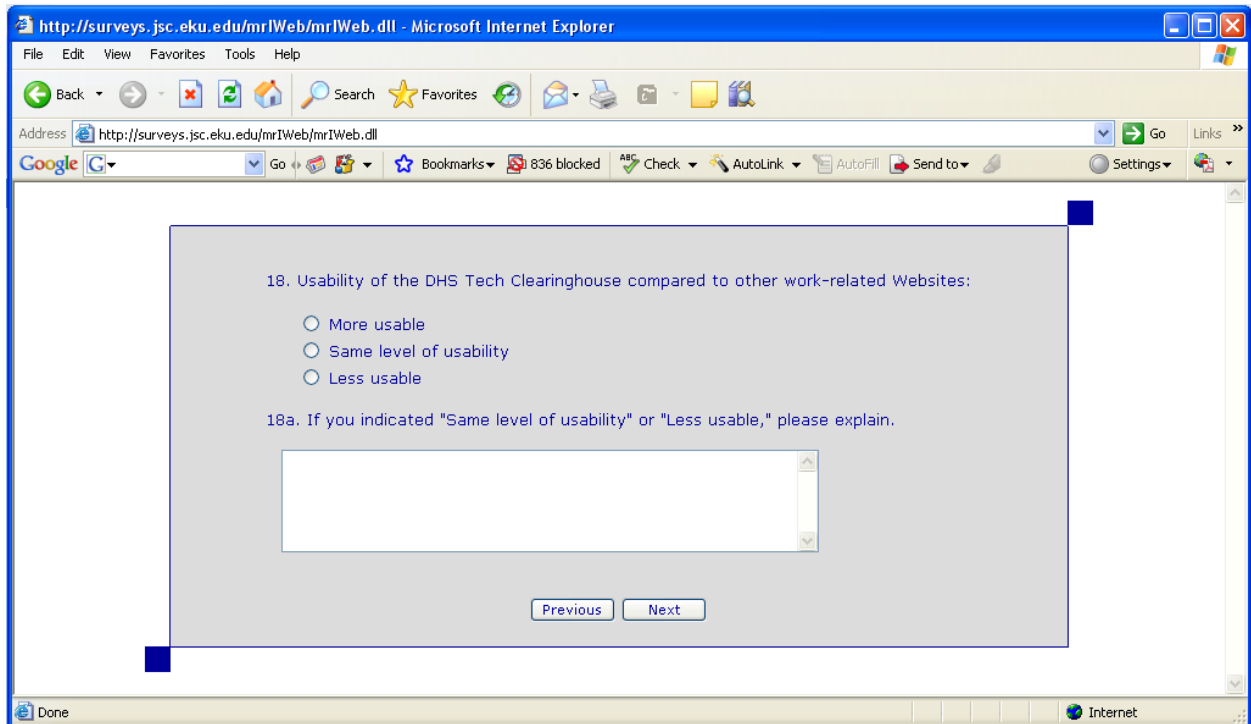 http://surveys.jsc.eku.edu/mrIWeb/mrIWeb.dll - Microsoft Internet Explorer
File Edit View Favorites Tools Help
Back Search Favorites
Address http://surveys.jsc.eku.edu/mrIWeb/mrIWeb.dll Go Links »
Google G Go Bookmarks 836 blocked ABC Check AutoLink AutoFill Send to Settings
18. Usability of the DHS Tech Clearinghouse compared to other work-related Websites:
More usable
Same level of usability
Less usable
18a. If you indicated "Same level of usability" or "Less usable," please explain.
Previous Next
Done Internet